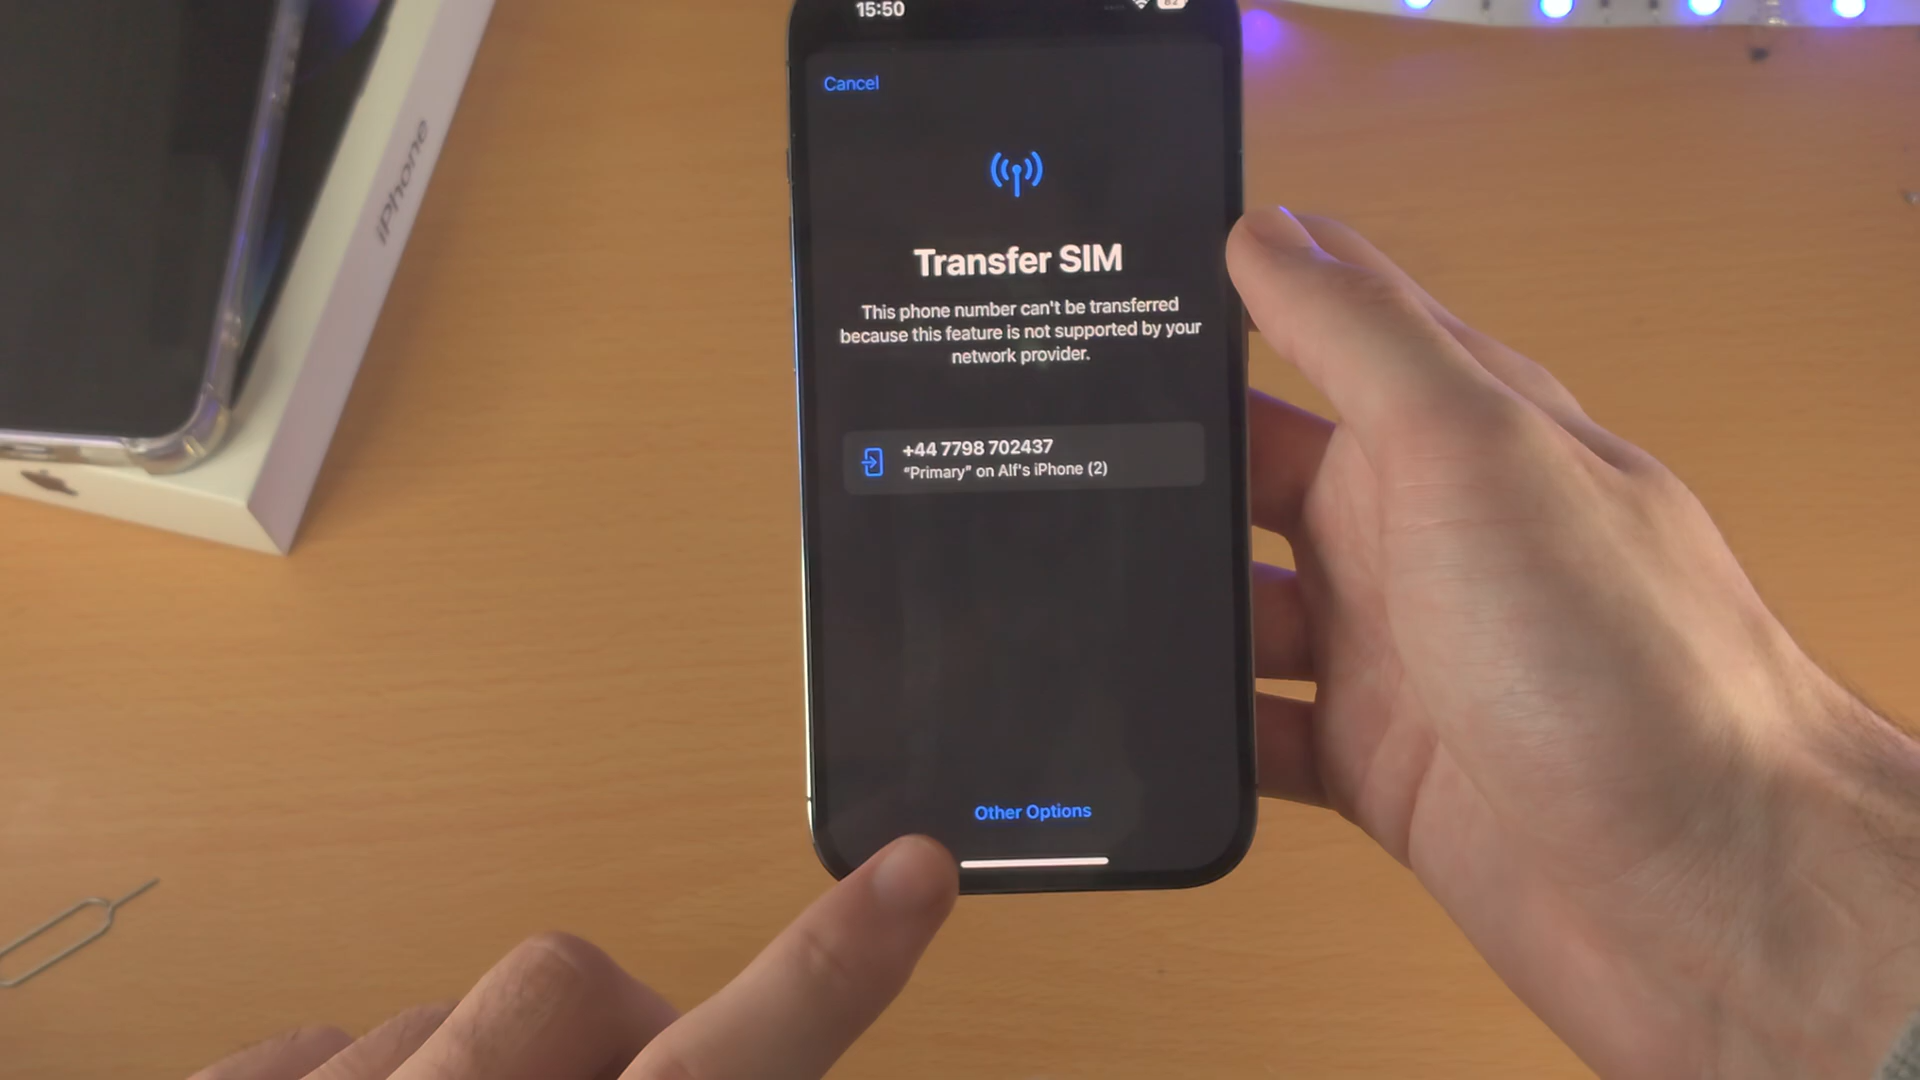 15:50
82
Cancel
iPhone
Transfer SIM
This phone number can't be transferred
because this feature is not supported by your
network provider.
+44 7798 702437
“Primary” on Alf's iPhone (2)
Other Options